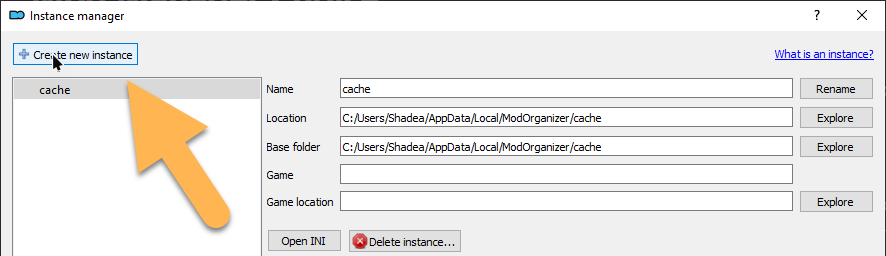 Instance manager
Create new instance
What is an instance?
cache
Name
cache
Rename
Location
C:/Users/Shadea/AppData/Local/ModOrganizer/cache
Explore
Base folder
C:/Users/Shadea/AppData/Local/ModOrganizer/cache
Explore
Game
Game location
Explore
Open INI
Delete instance...